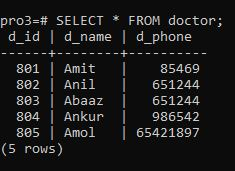 pro3=# SELECT * FROM doctor;
 d_id | d_name | d_phone
------+--------+----------
  801 | Amit   |    85469
  802 | Anil   |   651244
  803 | Abaaz  |   651244
  804 | Ankur  |   986542
  805 | Amol   | 65421897
(5 rows)